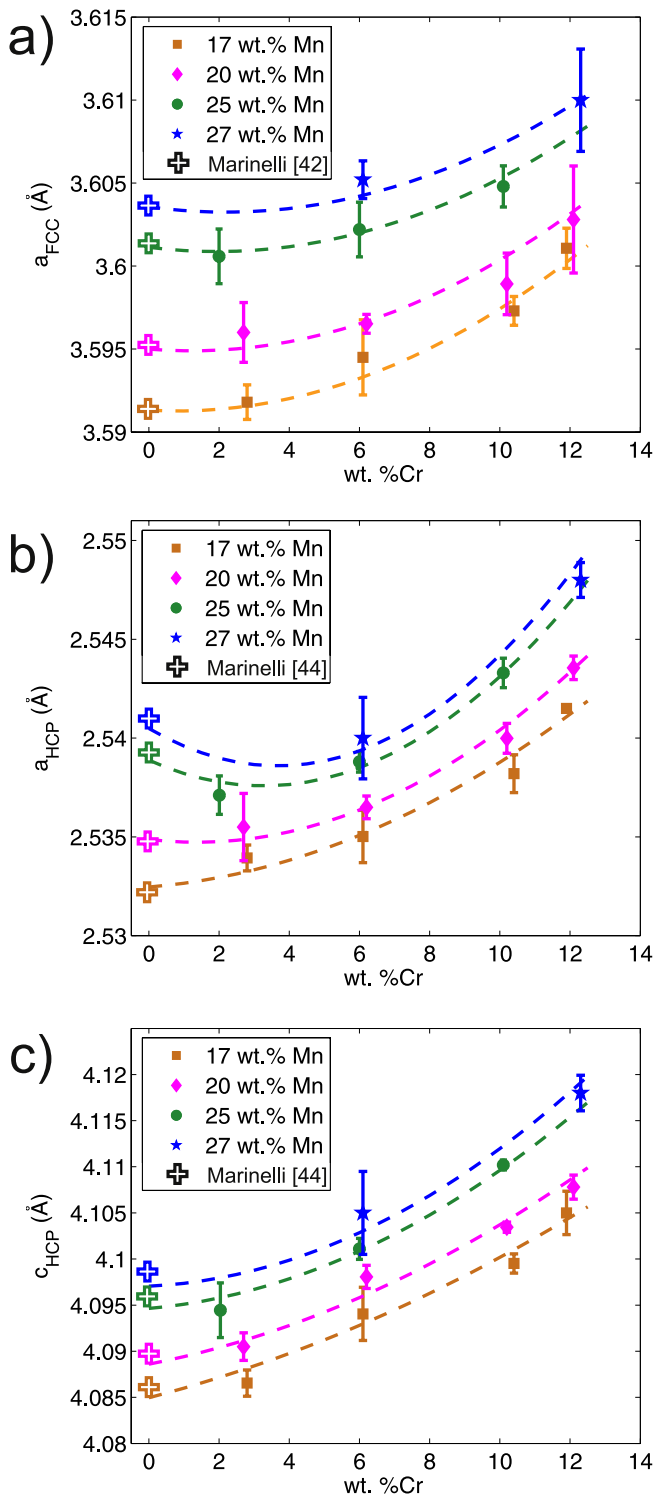 a)
3.615
3.61
3.605
3.6
3.595
3.59
a_FCC (Å)
17 wt.% Mn
20 wt.% Mn
25 wt.% Mn
27 wt.% Mn
Marinelli [42]
0 2 4 6 8 10 12 14
wt. %Cr
b)
2.55
2.545
2.54
2.535
2.53
a_HCP (Å)
17 wt.% Mn
20 wt.% Mn
25 wt.% Mn
27 wt.% Mn
Marinelli [44]
0 2 4 6 8 10 12 14
wt. %Cr
c)
4.12
4.115
4.11
4.105
4.1
4.095
4.09
4.085
4.08
c_HCP (Å)
17 wt.% Mn
20 wt.% Mn
25 wt.% Mn
27 wt.% Mn
Marinelli [44]
0 2 4 6 8 10 12 14
wt. %Cr